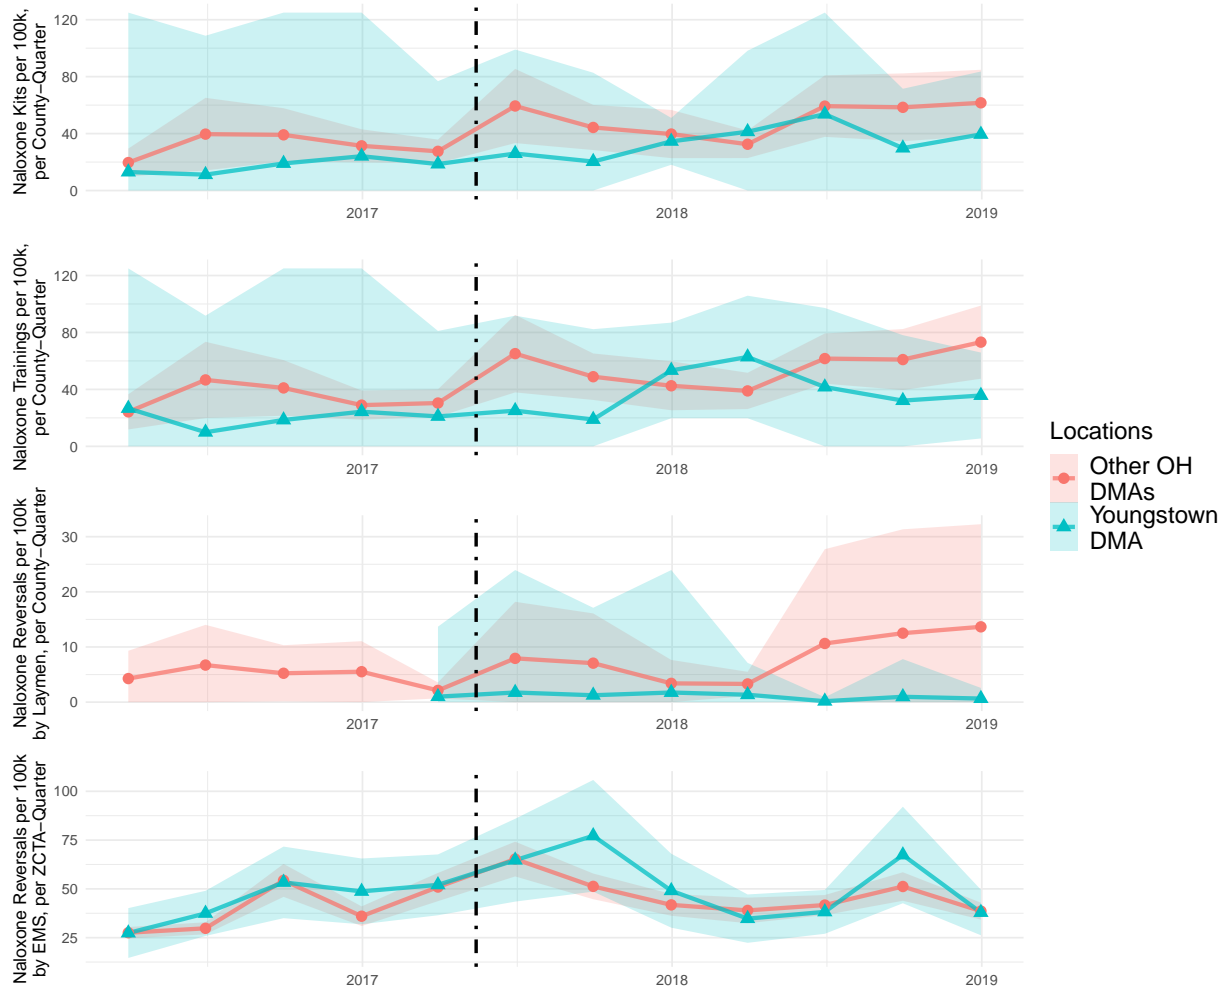 Naloxone Kits per 100k,
per County−Quarter
120
80
40
0
2017
2018
2019
Naloxone Trainings per 100k,
per County−Quarter
120
80
40
0
2017
2018
2019
Naloxone Reversals per 100k
by Laymen, per County−Quarter
30
20
10
0
2017
2018
2019
Naloxone Reversals per 100k
by EMS, per ZCTA−Quarter
100
75
50
25
2017
2018
2019
Locations
Other OH
DMAs
Youngstown
DMA